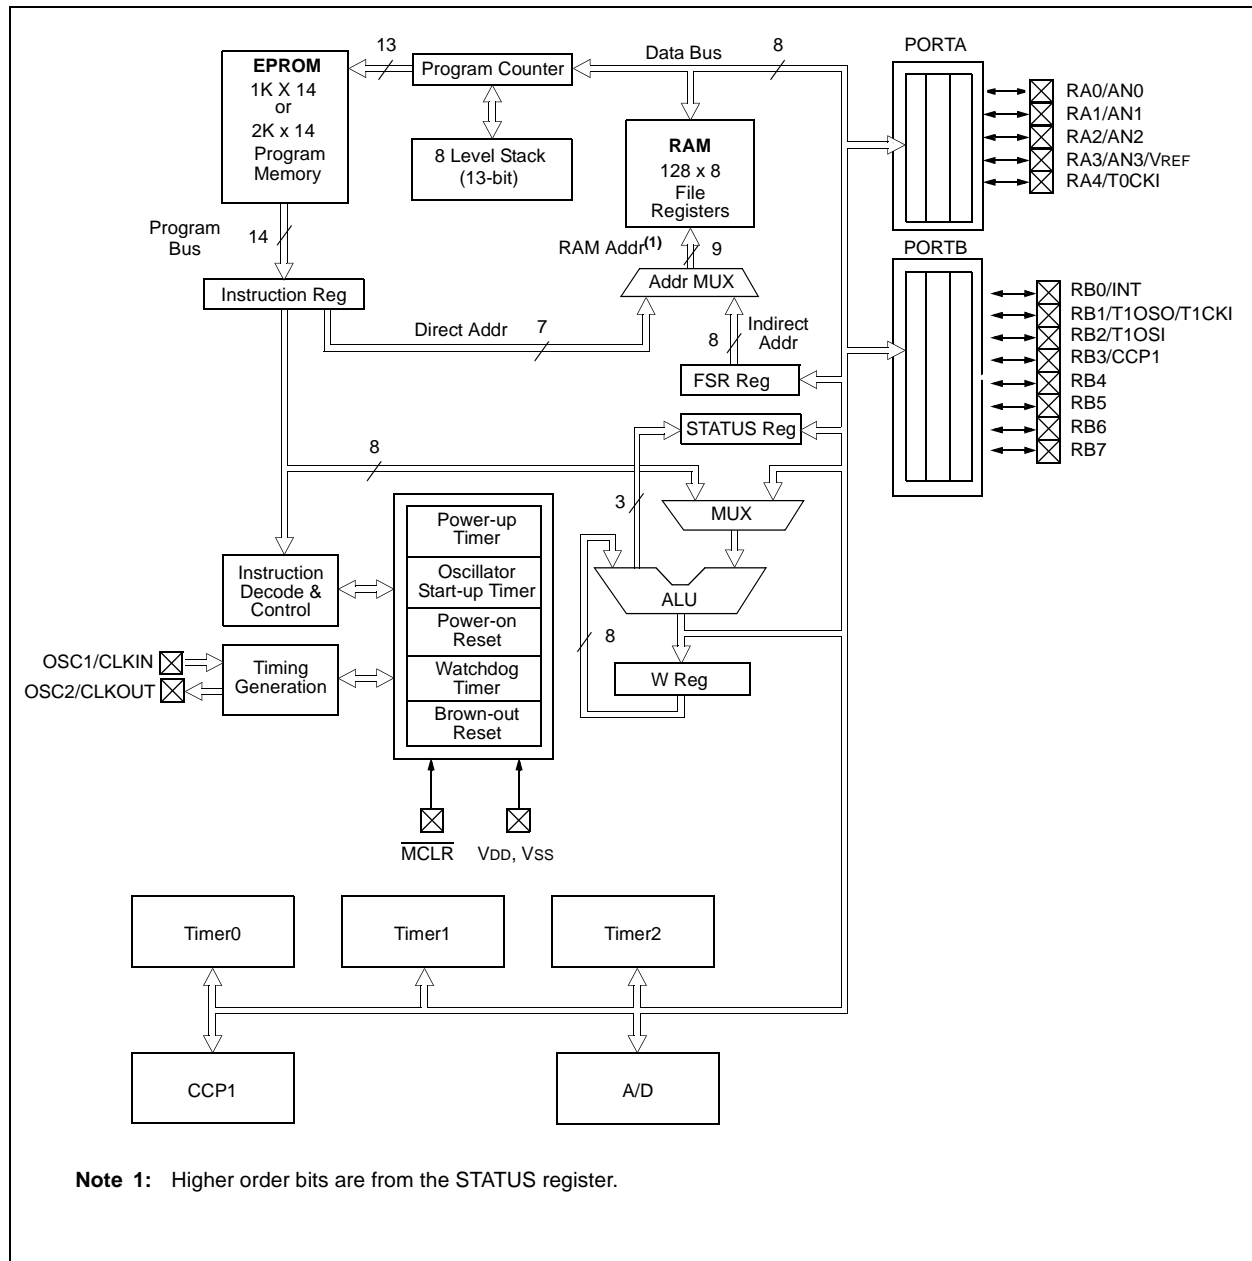 EPROM
1K X 14
or
2K x 14
Program
Memory
13
Program Counter
Data Bus
8
8 Level Stack
(13-bit)
RAM
128 x 8
File
Registers
PORTA
RA0/AN0
RA1/AN1
RA2/AN2
RA3/AN3/VREF
RA4/T0CKI
Program
Bus
14
RAM Addr(1)
9
Addr MUX
Instruction Reg
Direct Addr
7
8
Indirect
Addr
FSR Reg
STATUS Reg
PORTB
RB0/INT
RB1/T1OSO/T1CKI
RB2/T1OSI
RB3/CCP1
RB4
RB5
RB6
RB7
8
3
MUX
ALU
8
W Reg
Power-up
Timer
Oscillator
Start-up Timer
Power-on
Reset
Watchdog
Timer
Brown-out
Reset
Instruction
Decode &
Control
Timing
Generation
OSC1/CLKIN
OSC2/CLKOUT
MCLR
VDD, VSS
Timer0
Timer1
Timer2
CCP1
A/D
Note 1: Higher order bits are from the STATUS register.